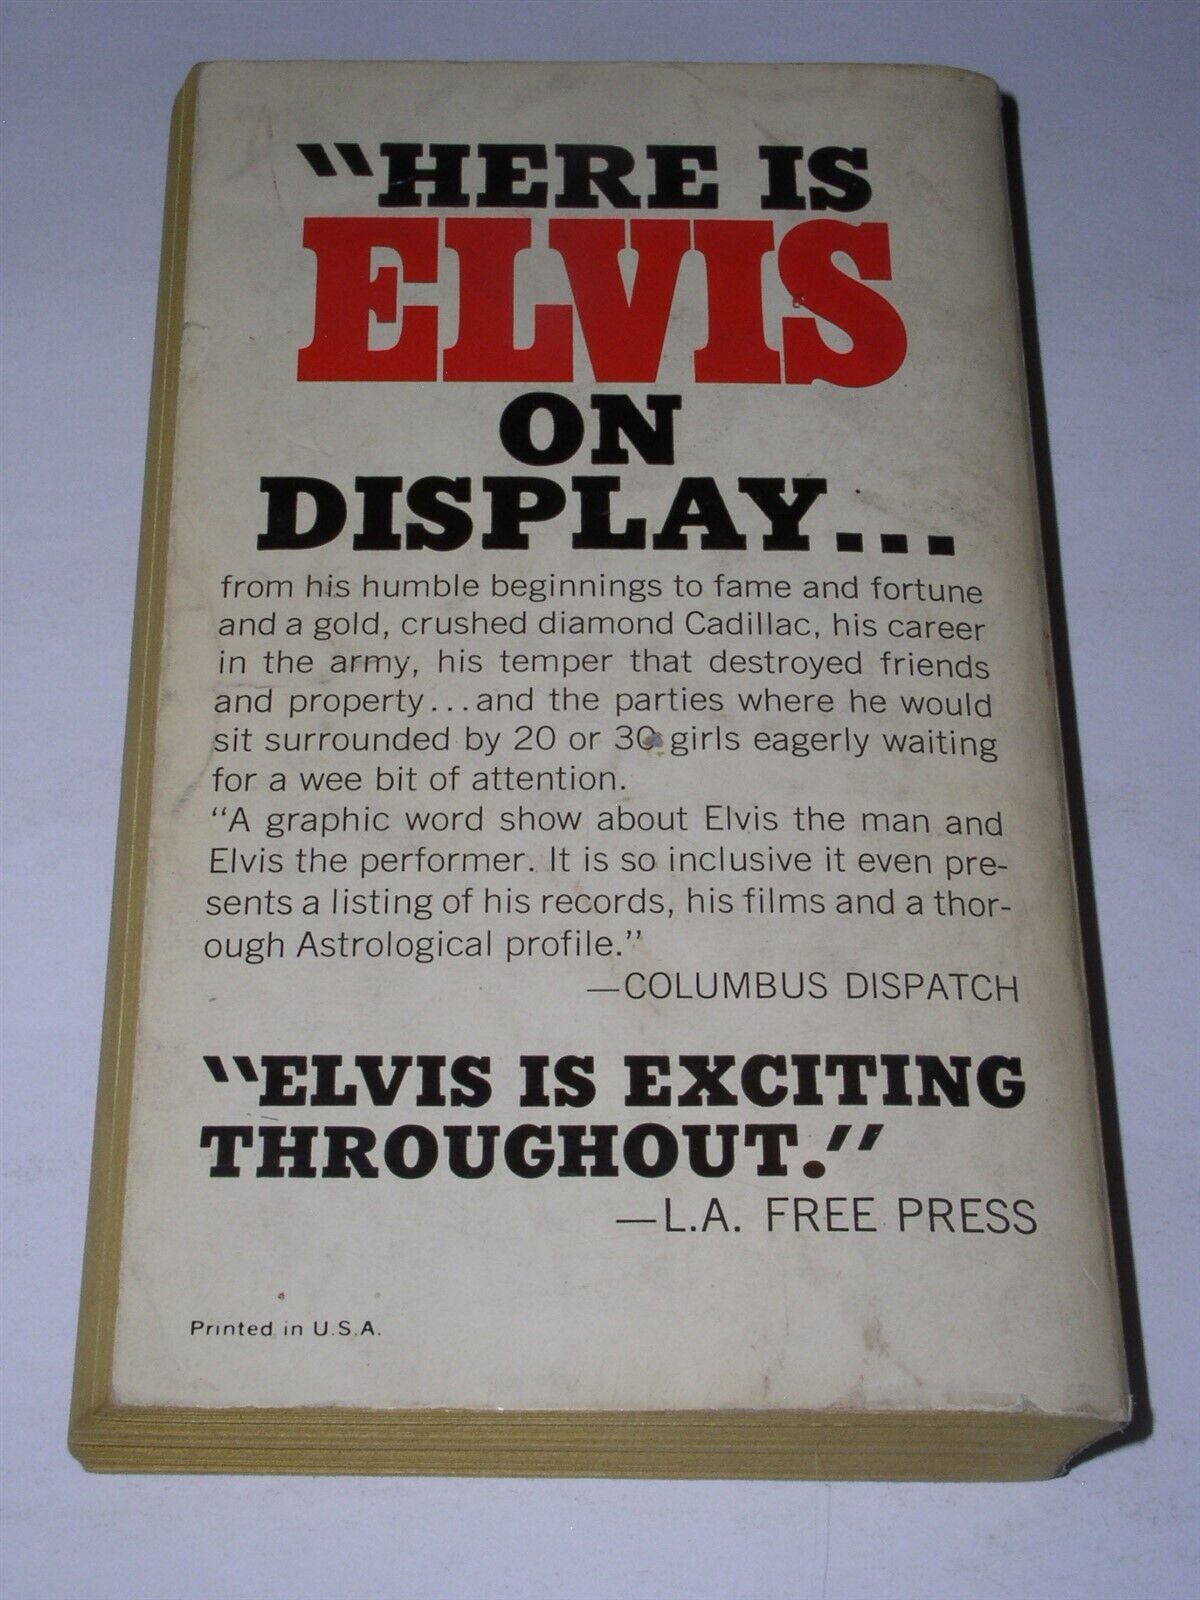 "HERE IS
ELVIS
ON
DISPLAY...
from his humble beginnings to fame and fortune
and a gold, crushed diamond Cadillac, his career
in the army, his temper that destroyed friends
and property...and the parties where he would
sit surrounded by 20 or 30 girls eagerly waiting
for a wee bit of attention.
"A graphic word show about Elvis the man and
Elvis the performer. It is so inclusive it even pre-
sents a listing of his records, his films and a thor-
ough Astrological profile."
—COLUMBUS DISPATCH
"ELVIS IS EXCITING
THROUGHOUT."
—L.A. FREE PRESS
Printed in U.S.A.